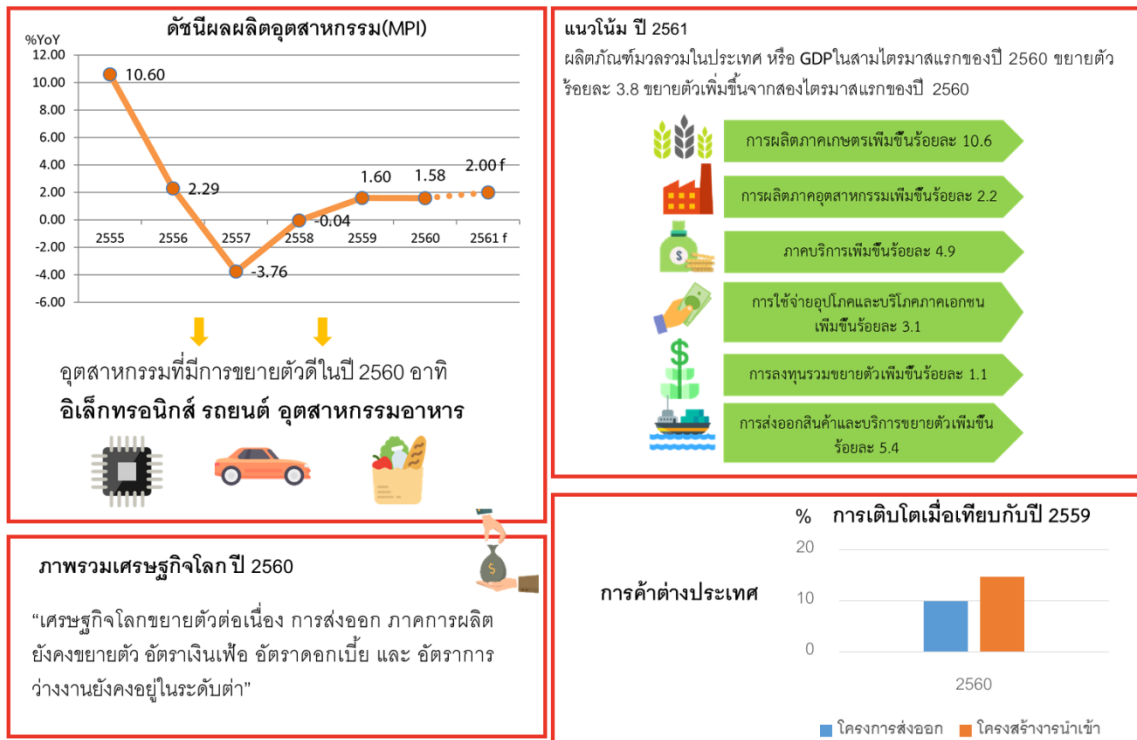 ดัชนีผลผลิตอุตสาหกรรม(MPI)
%YoY
12.00
10.00
8.00
6.00
4.00
2.00
0.00
-2.00
-4.00
-6.00
10.60
2.29
-3.76
-0.04
1.60
1.58
2.00 f
2555 2556 2557 2558 2559 2560 2561 f
อุตสาหกรรมที่มีการขยายตัวดีในปี 2560 อาทิ
อิเล็กทรอนิกส์ รถยนต์ อุตสาหกรรมอาหาร
แนวโน้ม ปี 2561
ผลิตภัณฑ์มวลรวมในประเทศ หรือ GDPในสามไตรมาสแรกของปี 2560 ขยายตัว
ร้อยละ 3.8 ขยายตัวเพิ่มขึ้นจากสองไตรมาสแรกของปี 2560
การผลิตภาคเกษตรเพิ่มขึ้นร้อยละ 10.6
การผลิตภาคอุตสาหกรรมเพิ่มขึ้นร้อยละ 2.2
ภาคบริการเพิ่มขึ้นร้อยละ 4.9
การใช้จ่ายอุปโภคและบริโภคภาคเอกชน
เพิ่มขึ้นร้อยละ 3.1
การลงทุนรวมขยายตัวเพิ่มขึ้นร้อยละ 1.1
การส่งออกสินค้าและบริการขยายตัวเพิ่มขึ้น
ร้อยละ 5.4
ภาพรวมเศรษฐกิจโลก ปี 2560
“เศรษฐกิจโลกขยายตัวต่อเนื่อง การส่งออก ภาคการผลิต
ยังคงขยายตัว อัตราเงินเฟ้อ อัตราดอกเบี้ย และ อัตราการ
ว่างงานยังคงอยู่ในระดับต่ำ”
การค้าต่างประเทศ
% การเติบโตเมื่อเทียบกับปี 2559
20
10
0
2560
โครงการส่งออก โครงสร้างารนำเข้า